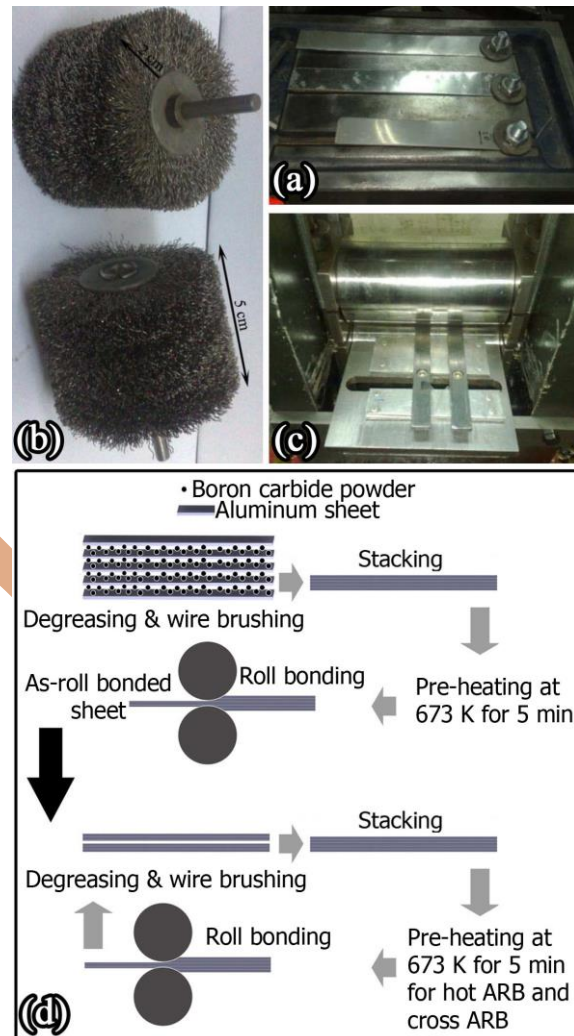 2 cm
5 cm
(b)
(a)
(c)
• Boron carbide powder
Aluminum sheet
Stacking
Degreasing & wire brushing
As-roll bonded
sheet
Roll bonding
Pre-heating at
673 K for 5 min
Stacking
Degreasing & wire brushing
Roll bonding
Pre-heating at
673 K for 5 min
for hot ARB and
cross ARB
(d)